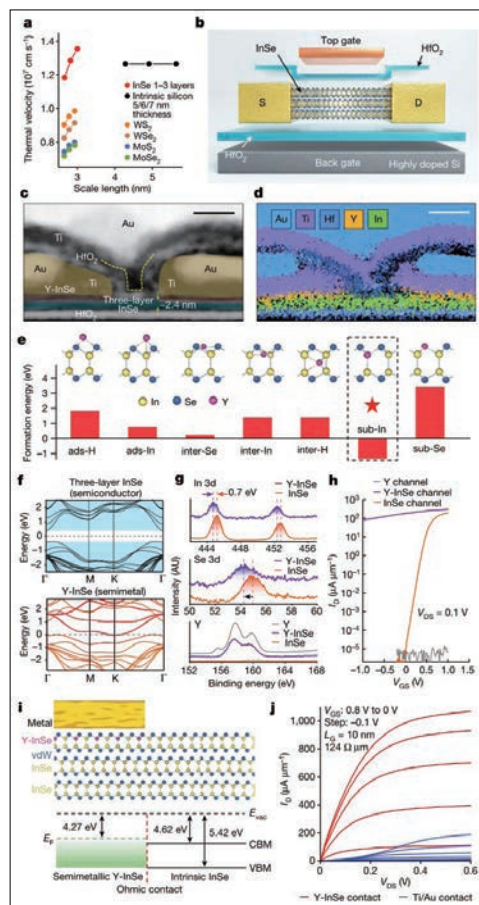 a
Thermal velocity (10⁷ cm s⁻¹)
1.4
1.2
1.0
0.8
3
4
5
Scale length (nm)
InSe 1–3 layers
Intrinsic silicon
5/6/7 nm
thickness
WS₂
WSe₂
MoS₂
MoSe₂
b
Top gate
InSe
HfO₂
S
D
HfO₂
Back gate
Highly doped Si
c
Au
Ti
HfO₂
Au
Ti
Au
Y-InSe
Three-layer
InSe
~2.4 nm
HfO₂
d
Au
Ti
Hf
Y
In
e
In
Se
Y
Formation energy (eV)
4
3
2
1
0
−1
ads-H
ads-In
inter-Se
inter-In
inter-H
sub-In
sub-Se
f
Three-layer InSe
(semiconductor)
Energy (eV)
2
1
0
−1
−2
Γ
M
K
Γ
Y-InSe (semimetal)
Energy (eV)
2
1
0
−1
−2
Γ
M
K
Γ
g
In 3d
Y-InSe
InSe
0.7 eV
444
448
452
456
Se 3d
Y-InSe
InSe
50
52
54
56
58
60
Y
Y-InSe
InSe
152
156
160
164
168
Intensity (AU)
Binding energy (eV)
h
Y channel
Y-InSe channel
InSe channel
I_D (µA µm⁻¹)
10³
10²
10¹
10⁰
10⁻¹
10⁻²
10⁻³
10⁻⁴
10⁻⁵
V_DS = 0.1 V
−1.0
−0.5
0
0.5
1.0
V_GS (V)
i
Metal
Y-InSe
vdW
InSe
InSe
E_vac
4.27 eV
4.62 eV
5.42 eV
E_F
CBM
VBM
Semimetallic Y-InSe
Intrinsic InSe
Ohmic contact
j
V_GS: 0.8 V to 0 V
Step: −0.1 V
L_G = 10 nm
124 Ω µm
I_D (µA µm⁻¹)
1,000
800
600
400
200
0
0
0.2
0.4
0.6
V_DS (V)
Y-InSe contact
Ti/Au contact